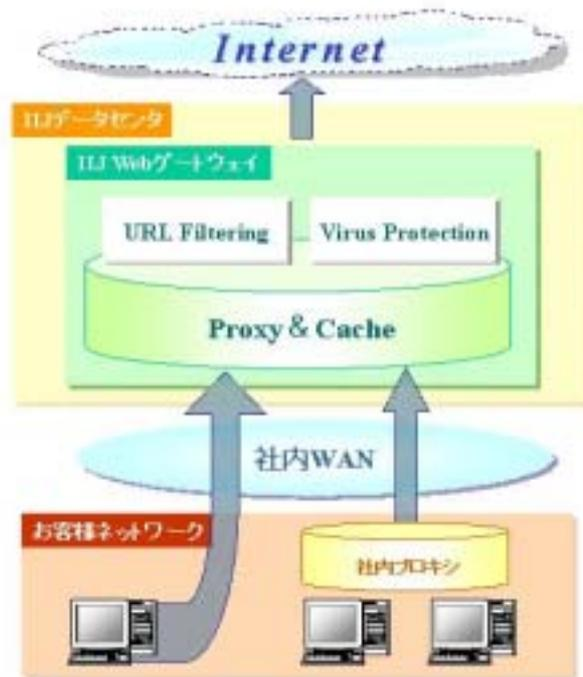 Internet
IIJデータセンタ
IIJ Webゲートウェイ
URL Filtering
Virus Protection
Proxy & Cache
社内WAN
お客様ネットワーク
社内プロキシ